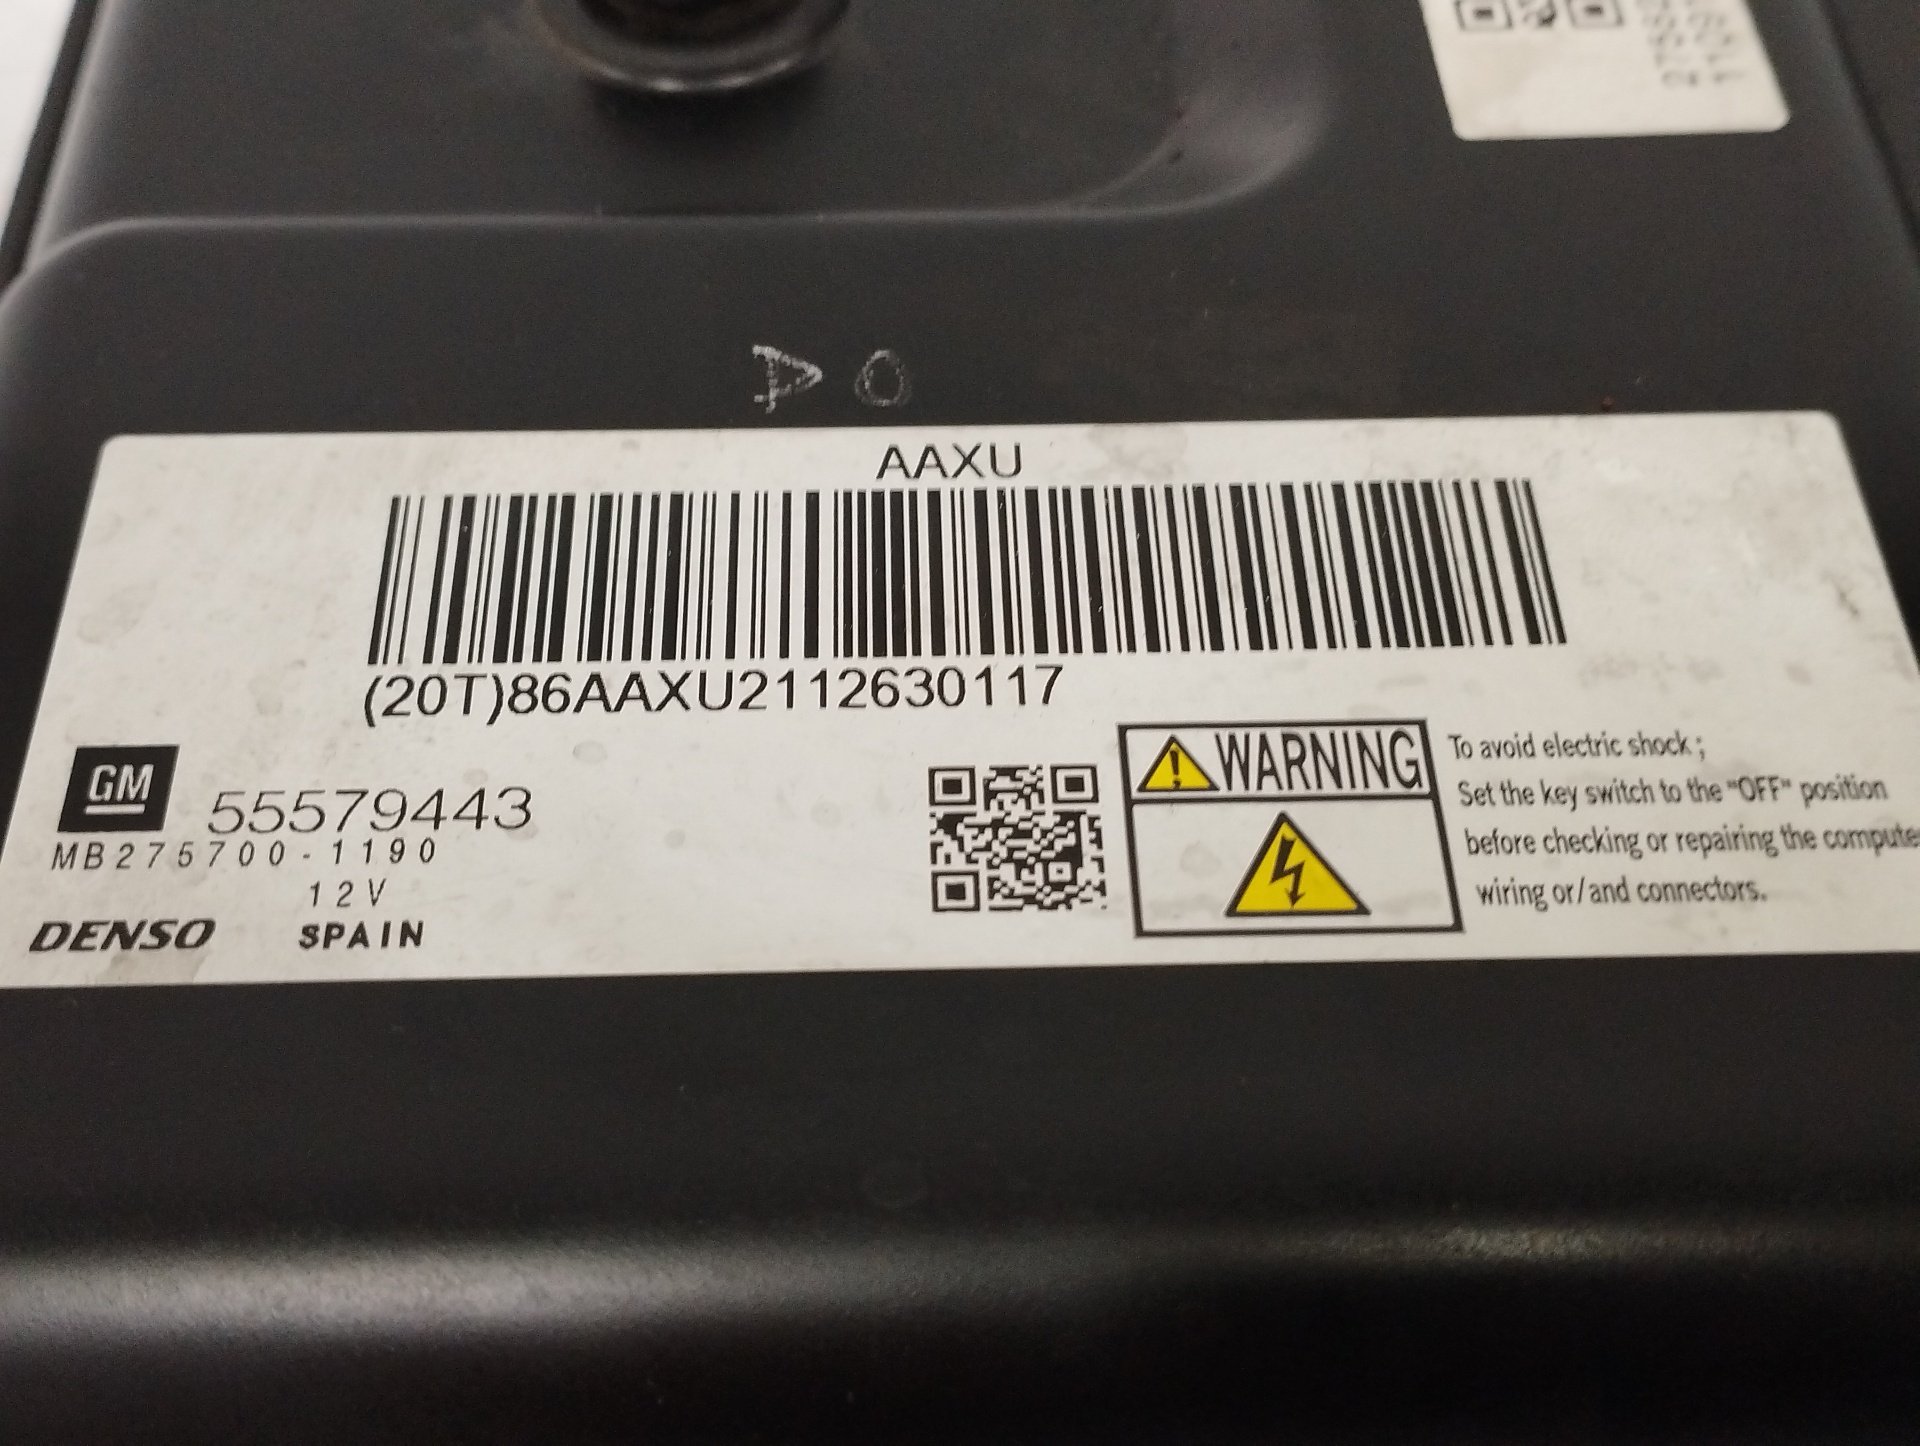 AAXU
(20T)86AAXU2112630117
GM
55579443
MB275700-1190
12V
DENSO SPAIN
WARNING
To avoid electric shock;
Set the key switch to the "OFF" position
before checking or repairing the compute
wiring or/and connectors.